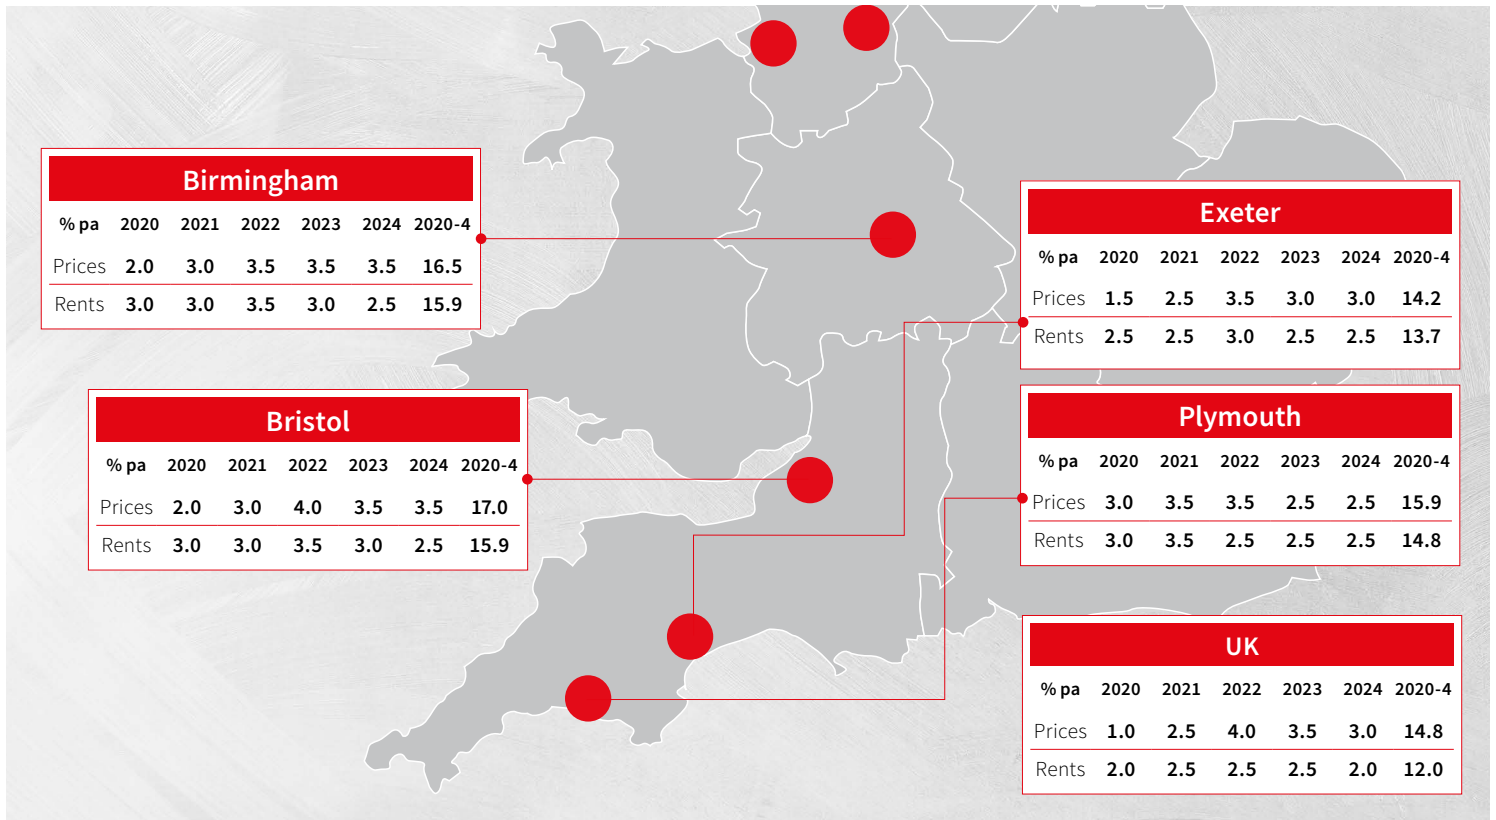 Birmingham
% pa 2020 2021 2022 2023 2024 2020-4
Prices 2.0 3.0 3.5 3.5 3.5 16.5
Rents 3.0 3.0 3.5 3.0 2.5 15.9
Bristol
% pa 2020 2021 2022 2023 2024 2020-4
Prices 2.0 3.0 4.0 3.5 3.5 17.0
Rents 3.0 3.0 3.5 3.0 2.5 15.9
Exeter
% pa 2020 2021 2022 2023 2024 2020-4
Prices 1.5 2.5 3.5 3.0 3.0 14.2
Rents 2.5 2.5 3.0 2.5 2.5 13.7
Plymouth
% pa 2020 2021 2022 2023 2024 2020-4
Prices 3.0 3.5 3.5 2.5 2.5 15.9
Rents 3.0 3.5 2.5 2.5 2.5 14.8
UK
% pa 2020 2021 2022 2023 2024 2020-4
Prices 1.0 2.5 4.0 3.5 3.0 14.8
Rents 2.0 2.5 2.5 2.5 2.0 12.0